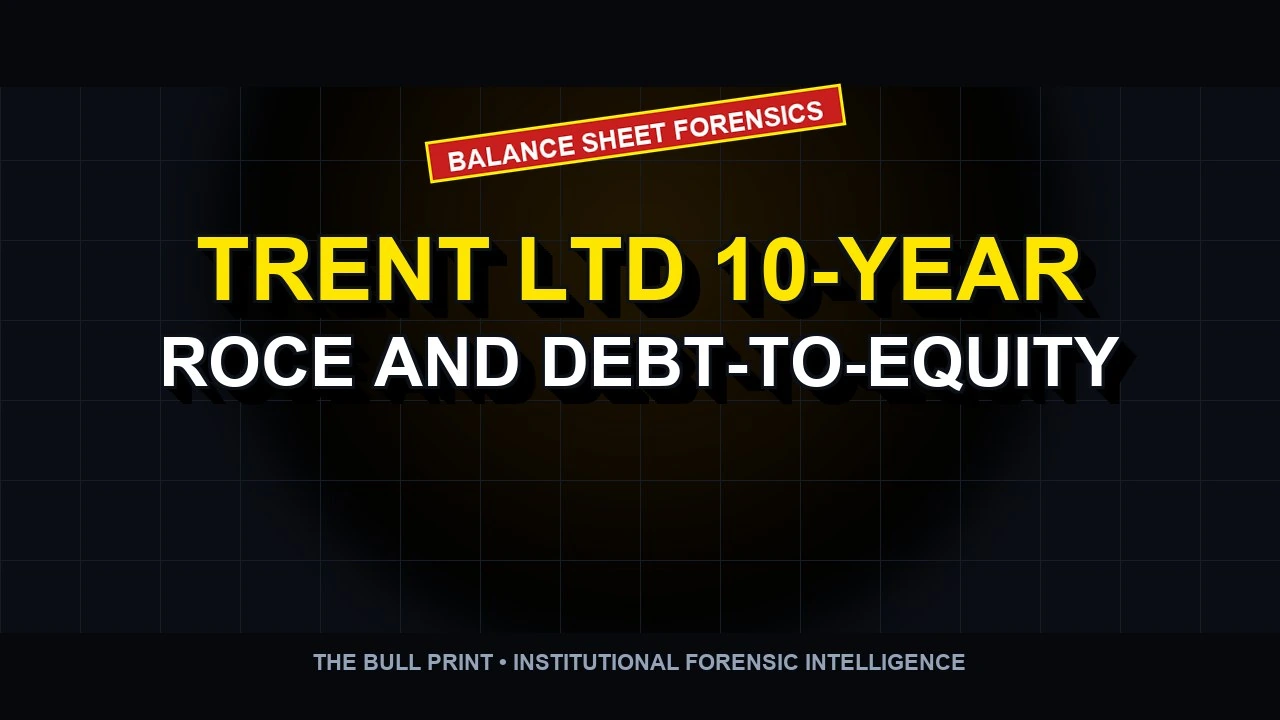 BALANCE SHEET FORENSICS
TRENT LTD 10-YEAR
ROCE AND DEBT-TO-EQUITY
THE BULL PRINT • INSTITUTIONAL FORENSIC INTELLIGENCE